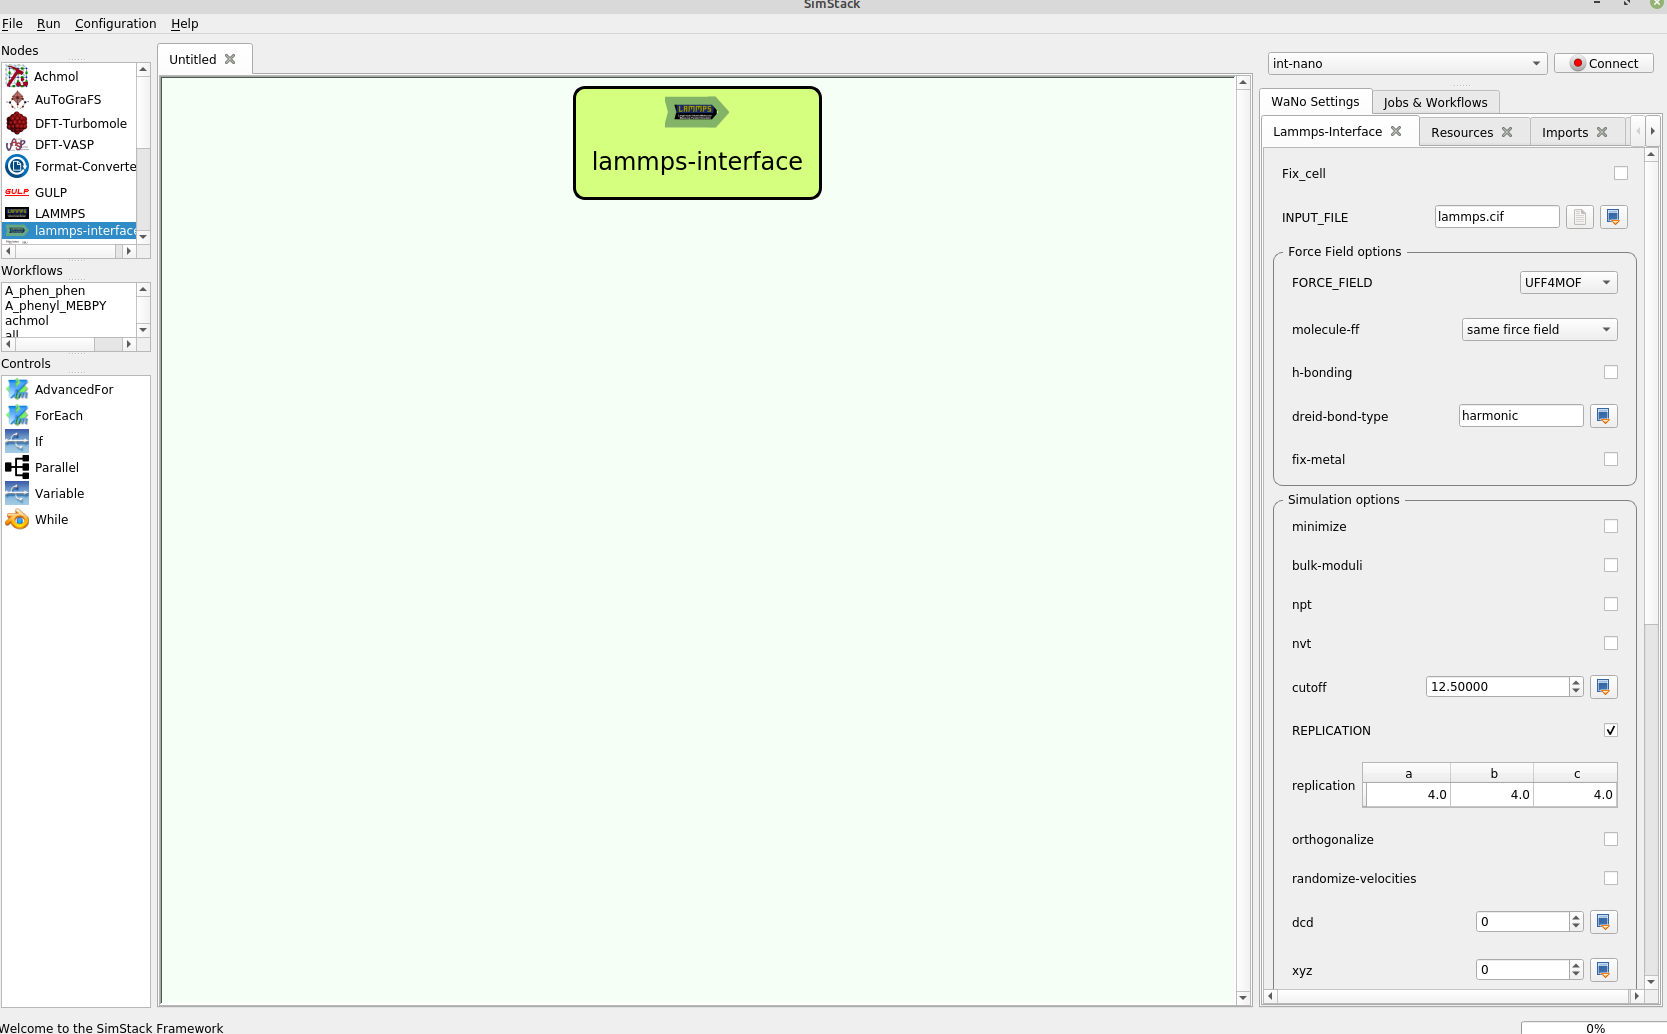 SimStack
File Run Configuration Help
Nodes
Achmol
AuToGraFS
DFT-Turbomole
DFT-VASP
Format-Converte
GULP
LAMMPS
lammps-interface
Workflows
A_phen_phen
A_phenyl_MEBPY
achmol
all
Controls
AdvancedFor
ForEach
If
Parallel
Variable
While
Untitled
LAMMPS
lammps-interface
int-nano
Connect
WaNo Settings Jobs & Workflows
Lammps-Interface Resources Imports
Fix_cell
INPUT_FILE lammps.cif
Force Field options
FORCE_FIELD UFF4MOF
molecule-ff same firce field
h-bonding
dreid-bond-type harmonic
fix-metal
Simulation options
minimize
bulk-moduli
npt
nvt
cutoff 12.50000
REPLICATION
a b c
replication 4.0 4.0 4.0
orthogonalize
randomize-velocities
dcd 0
xyz 0
Welcome to the SimStack Framework
0%